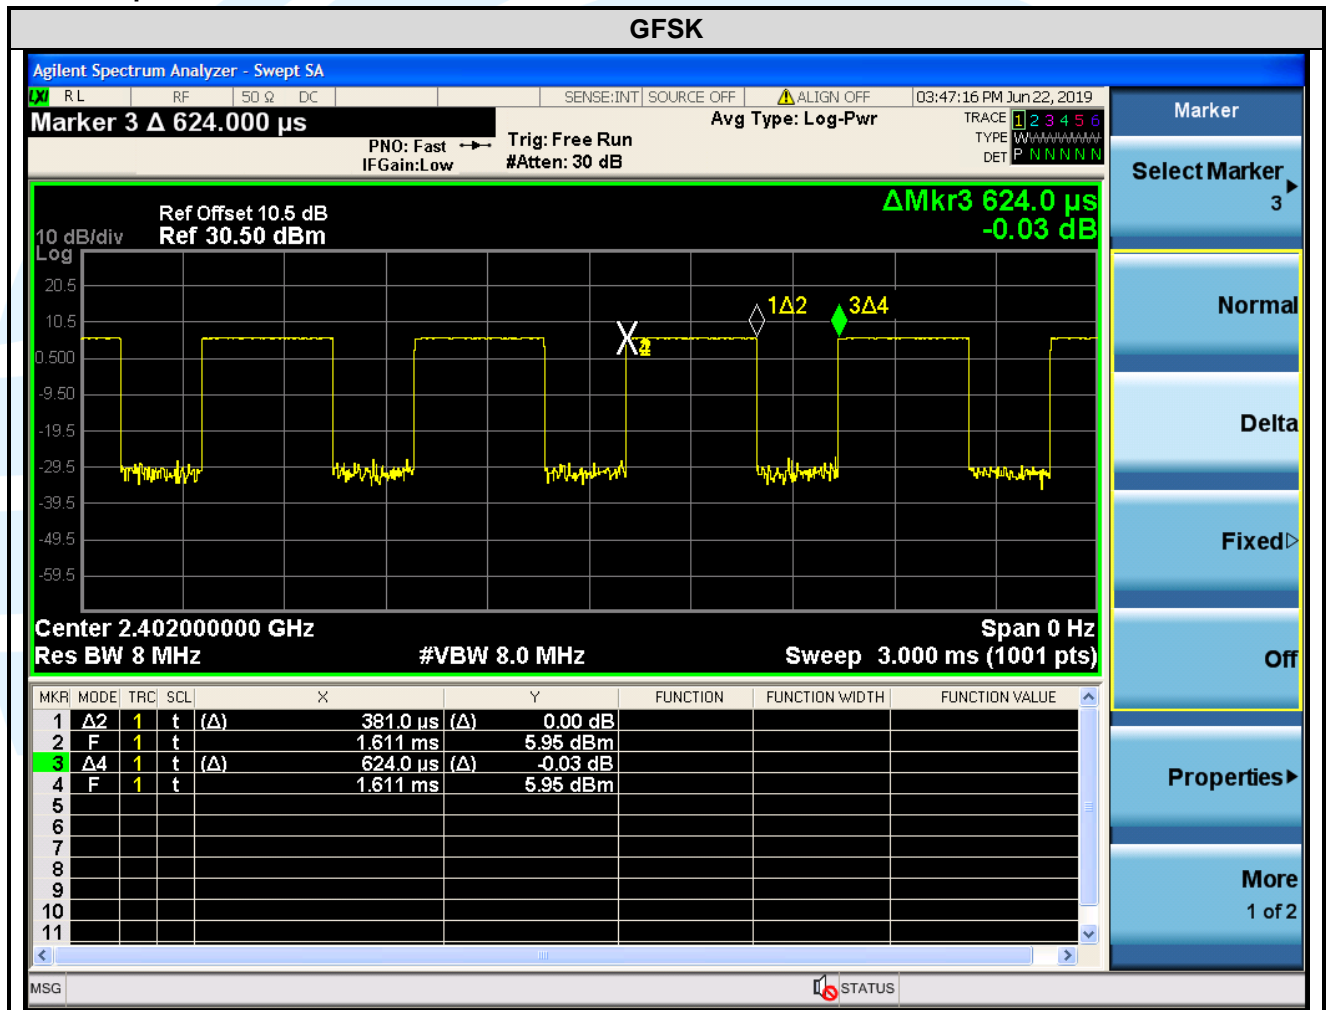 GFSK
Agilent Spectrum Analyzer - Swept SA
LXI RL RF 50 Ω DC SENSE:INT SOURCE OFF ALIGN OFF 03:47:16 PM Jun 22, 2019
Marker 3 Δ 624.000 µs
PNO: Fast
IFGain:Low
Trig: Free Run
#Atten: 30 dB
Avg Type: Log-Pwr
TRACE 1 2 3 4 5 6
TYPE W W W W W W
DET P N N N N N
Ref Offset 10.5 dB
10 dB/div Ref 30.50 dBm
Log
ΔMkr3 624.0 µs
-0.03 dB
20.5
10.5
0.500
-9.50
-19.5
-29.5
-39.5
-49.5
-59.5
1Δ2
3Δ4
Center 2.402000000 GHz Span 0 Hz
Res BW 8 MHz #VBW 8.0 MHz Sweep 3.000 ms (1001 pts)
MKR MODE TRC SCL X Y FUNCTION FUNCTION WIDTH FUNCTION VALUE
1 Δ2 1 t (Δ) 381.0 µs (Δ) 0.00 dB
2 F 1 t 1.611 ms 5.95 dBm
3 Δ4 1 t (Δ) 624.0 µs (Δ) -0.03 dB
4 F 1 t 1.611 ms 5.95 dBm
5
6
7
8
9
10
11
MSG STATUS
Marker
Select Marker
3
Normal
Delta
Fixed
Off
Properties
More
1 of 2